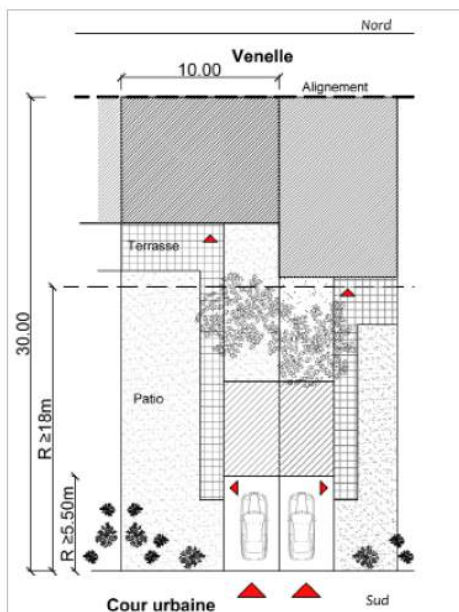 Nord
Venelle
10.00
Alignement
Terrasse
30.00
R ≥18m
Patio
R ≥5.50m
Cour urbaine
Sud